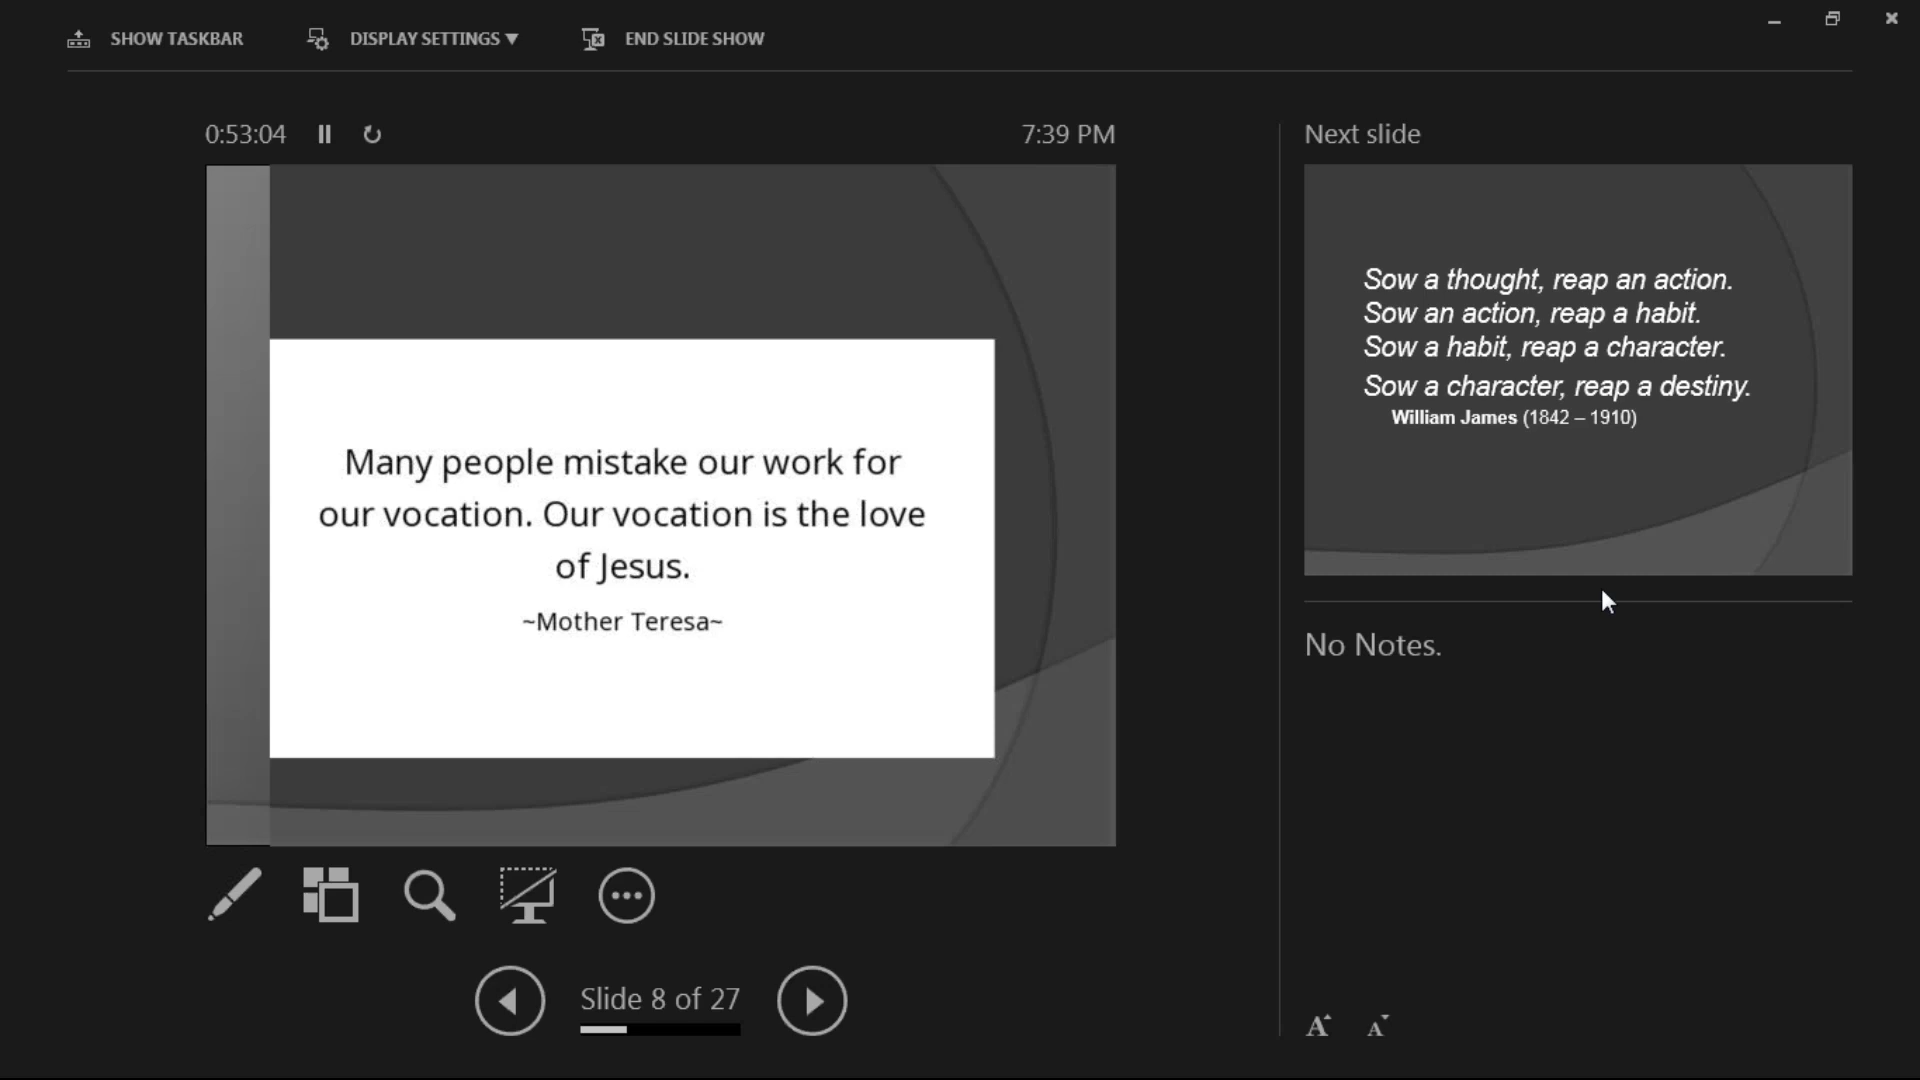 SHOW TASKBAR
DISPLAY SETTINGS ▼
END SLIDE SHOW
0:53:04
7:39 PM
Many people mistake our work for
our vocation. Our vocation is the love
of Jesus.
~Mother Teresa~
Slide 8 of 27
Next slide
Sow a thought, reap an action.
Sow an action, reap a habit.
Sow a habit, reap a character.
Sow a character, reap a destiny.
William James (1842 – 1910)
No Notes.
A A